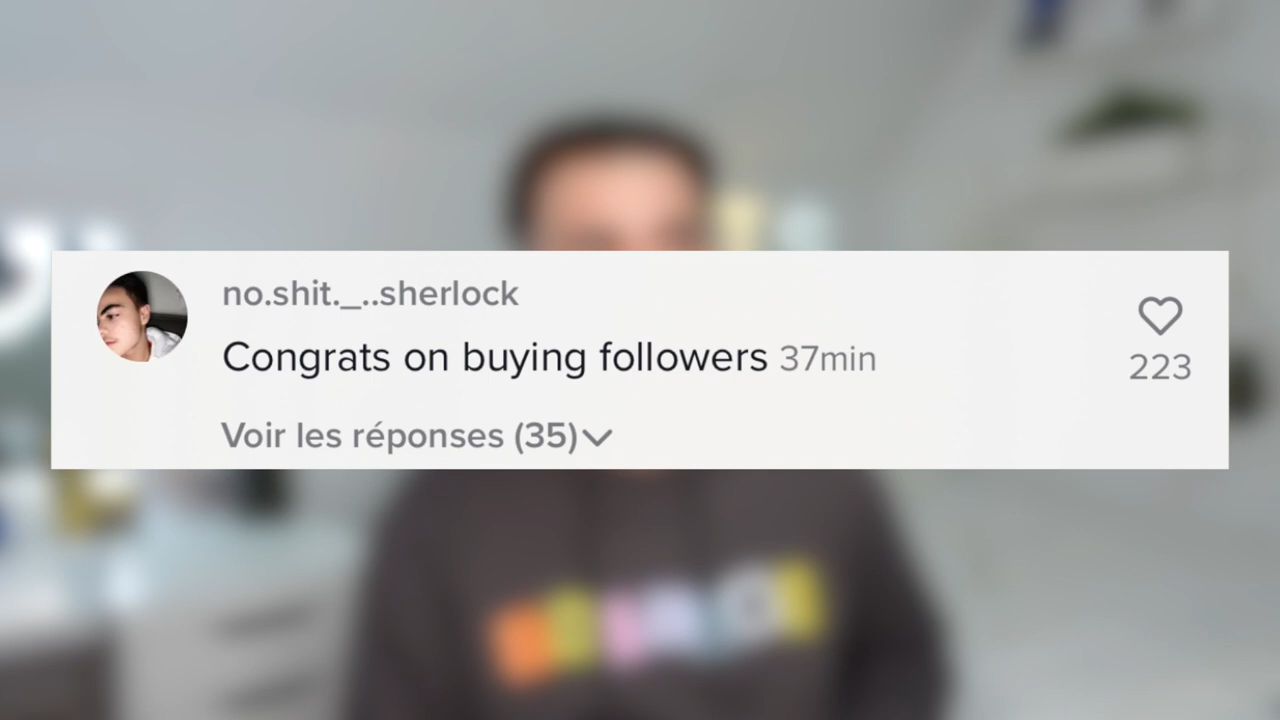 no.shit._..sherlock
Congrats on buying followers 37min
223
Voir les réponses (35)